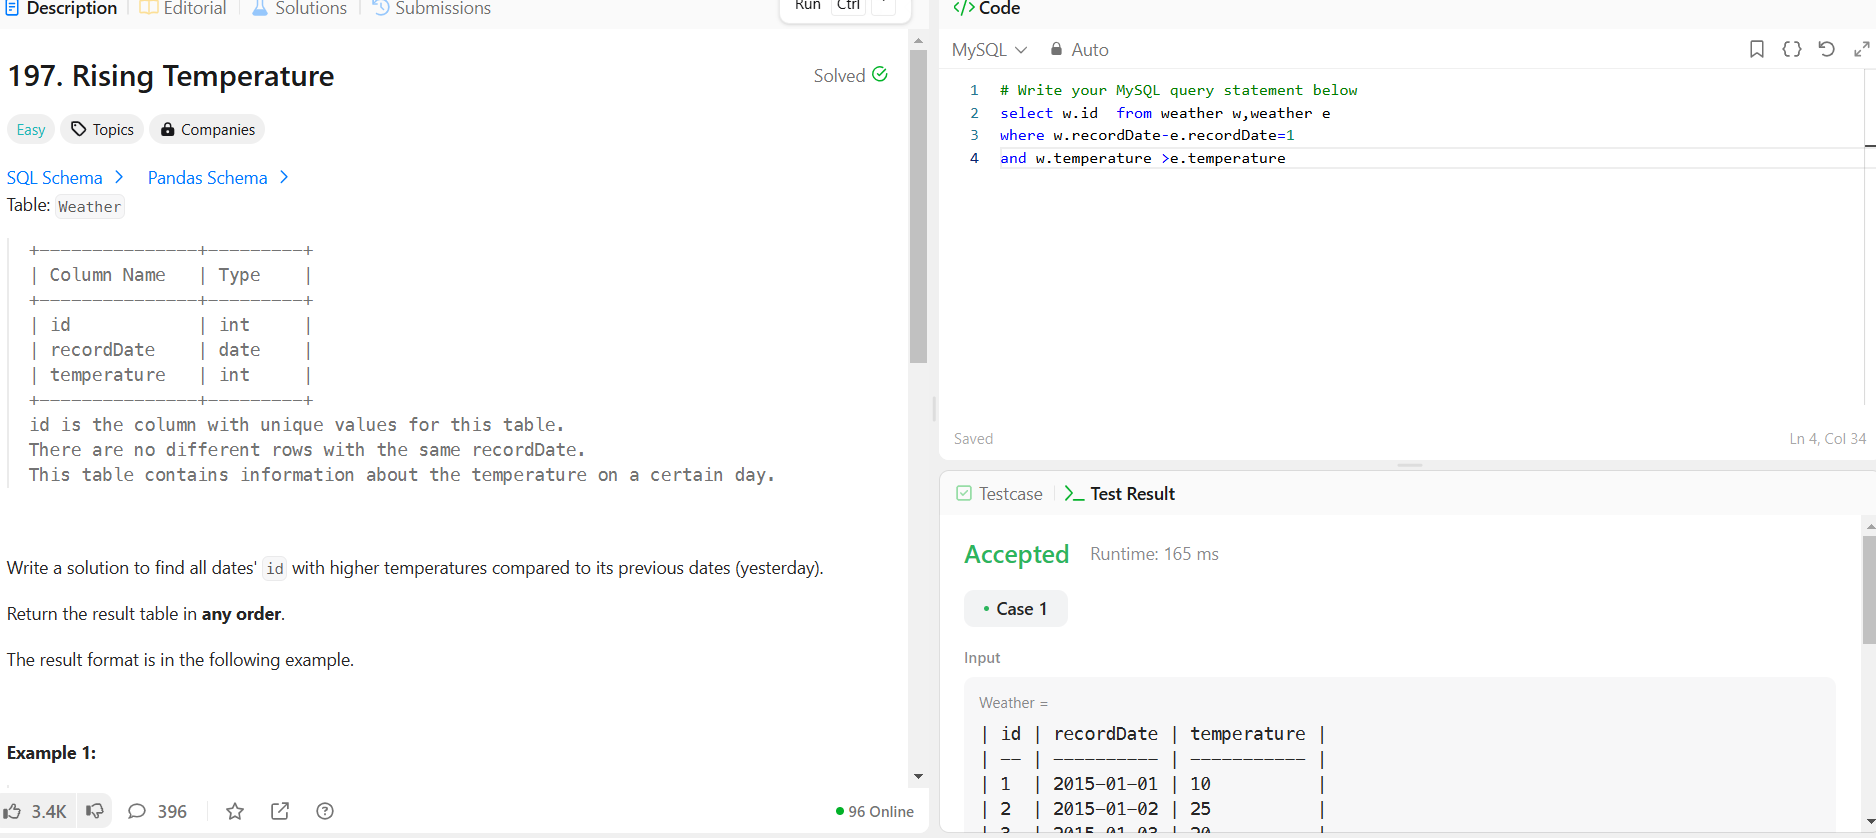 Description | Editorial | Solutions | Submissions
Run Ctrl
197. Rising Temperature
Solved
Easy Topics Companies
SQL Schema > Pandas Schema >
Table: Weather
+---------------+---------+
| Column Name   | Type    |
+---------------+---------+
| id            | int     |
| recordDate    | date    |
| temperature   | int     |
+---------------+---------+
id is the column with unique values for this table.
There are no different rows with the same recordDate.
This table contains information about the temperature on a certain day.
Write a solution to find all dates' id with higher temperatures compared to its previous dates (yesterday).
Return the result table in any order.
The result format is in the following example.
Example 1:
3.4K 396
96 Online
</> Code
MySQL Auto
1 # Write your MySQL query statement below
2 select w.id  from weather w,weather e
3 where w.recordDate-e.recordDate=1
4 and w.temperature >e.temperature
Saved Ln 4, Col 34
Testcase | >_ Test Result
Accepted Runtime: 165 ms
• Case 1
Input
Weather =
| id | recordDate | temperature |
| -- | ---------- | ----------- |
| 1  | 2015-01-01 | 10          |
| 2  | 2015-01-02 | 25          |
| 3  | 2015-01-03 | 20          |